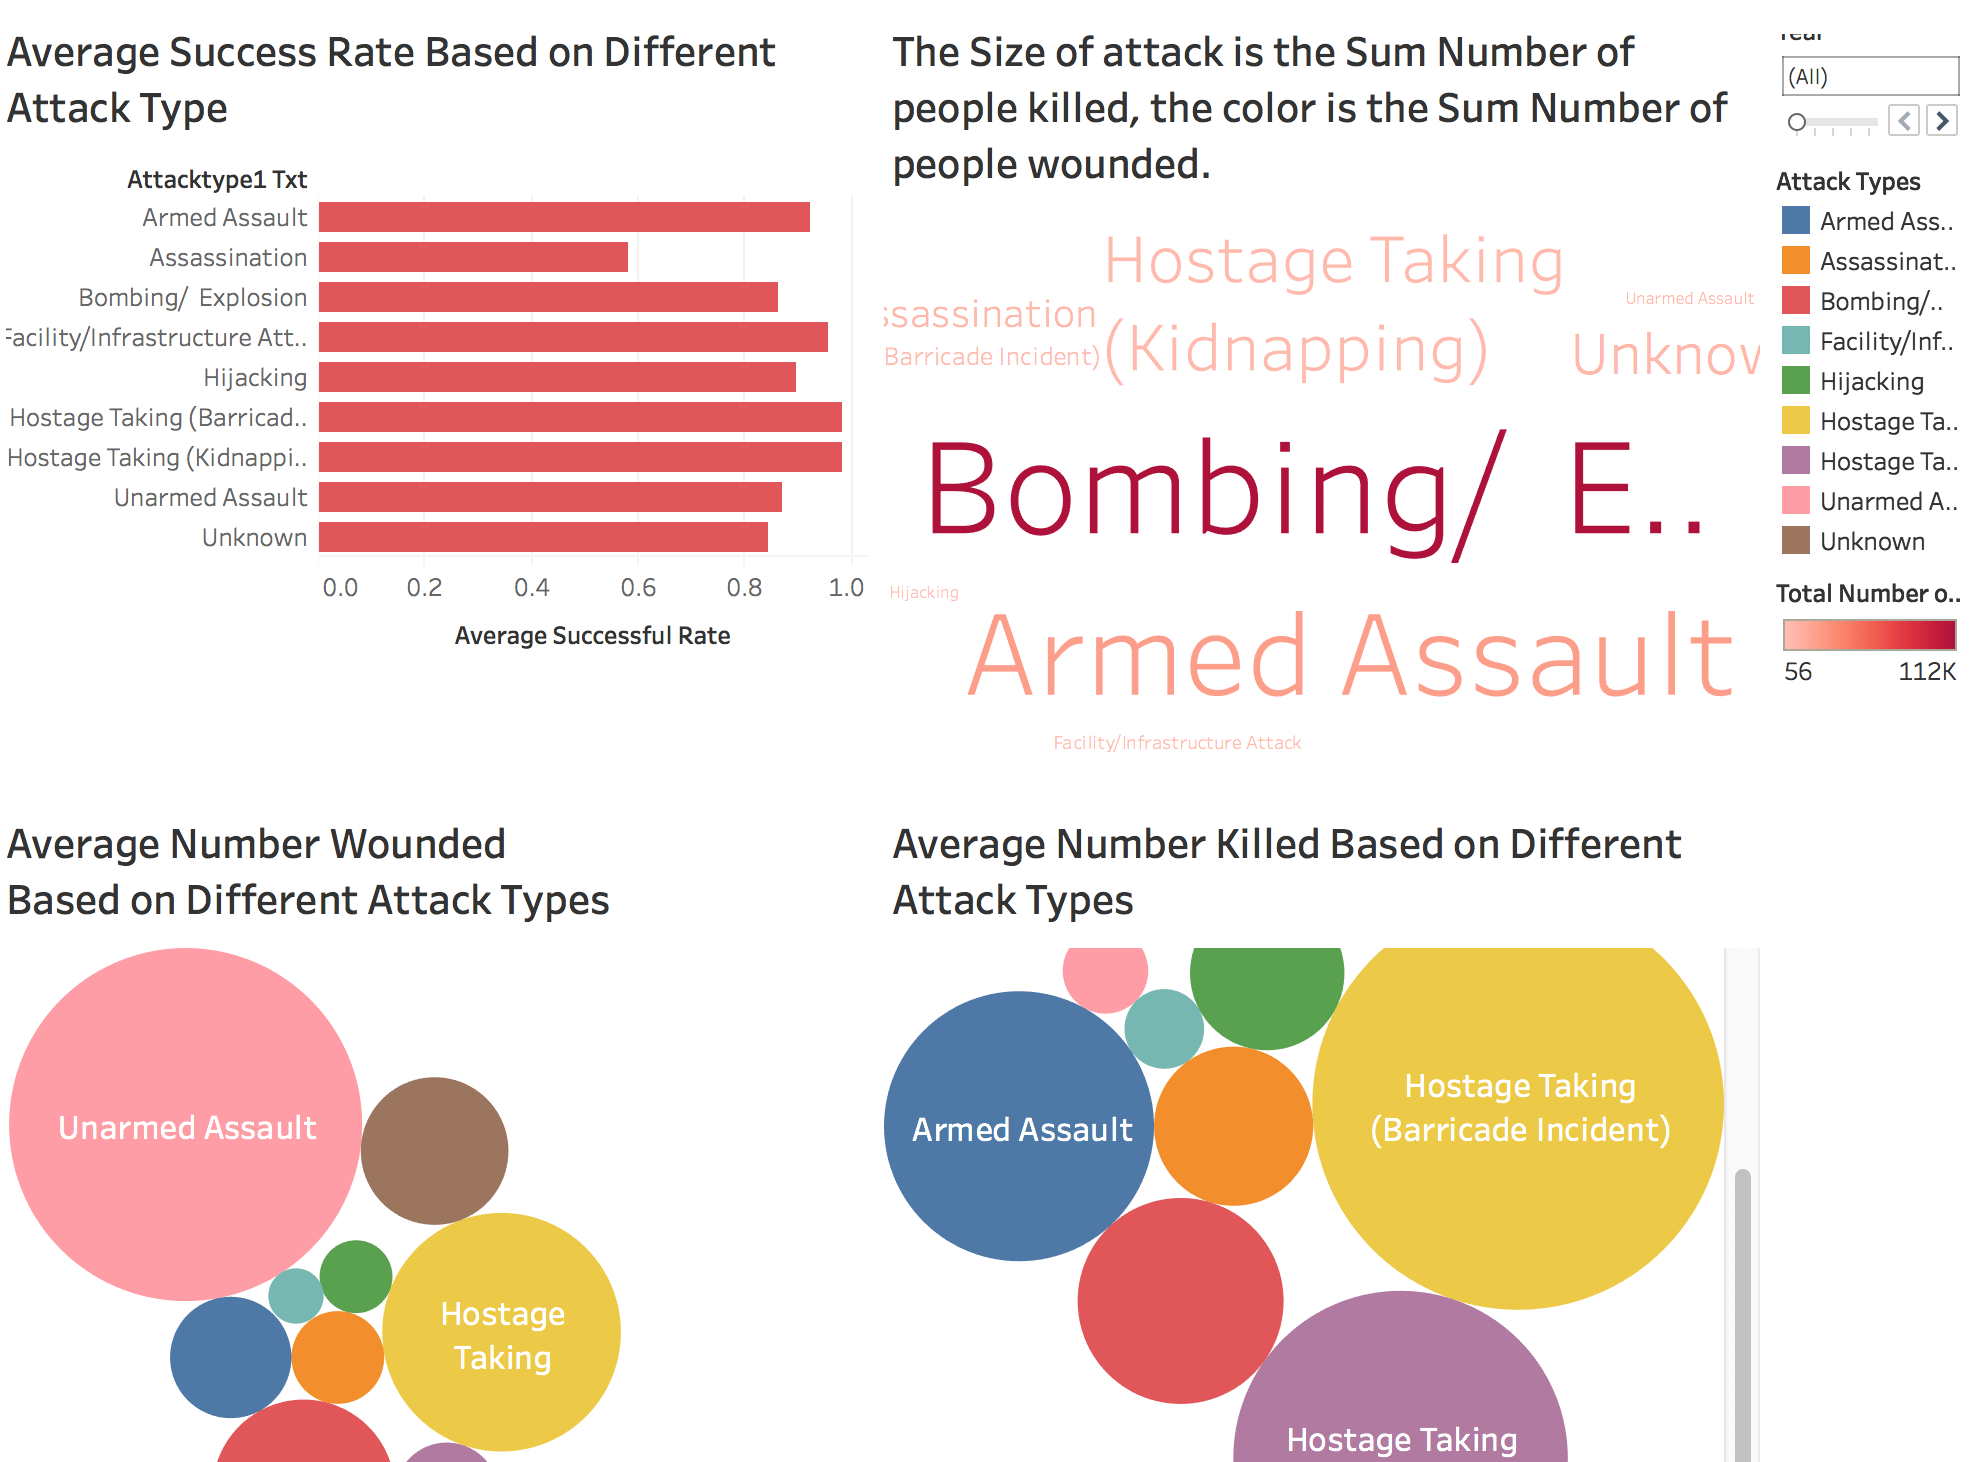 Average Success Rate Based on Different
Attack Type
Attacktype1 Txt
Armed Assault
Assassination
Bombing/ Explosion
Facility/Infrastructure Att..
Hijacking
Hostage Taking (Barricad..
Hostage Taking (Kidnappi..
Unarmed Assault
Unknown
0.0 0.2 0.4 0.6 0.8 1.0
Average Successful Rate
The Size of attack is the Sum Number of
people killed, the color is the Sum Number of
people wounded.
Hostage Taking
(Kidnapping)
ssassination
Barricade Incident)
Unarmed Assault
Unknow
Bombing/ E..
Hijacking
Armed Assault
Facility/Infrastructure Attack
Year
(All)
Attack Types
Armed Ass..
Assassinat..
Bombing/..
Facility/Inf..
Hijacking
Hostage Ta..
Hostage Ta..
Unarmed A..
Unknown
Total Number o..
56 112K
Average Number Wounded
Based on Different Attack Types
Unarmed Assault
Hostage
Taking
Average Number Killed Based on Different
Attack Types
Armed Assault
Hostage Taking
(Barricade Incident)
Hostage Taking